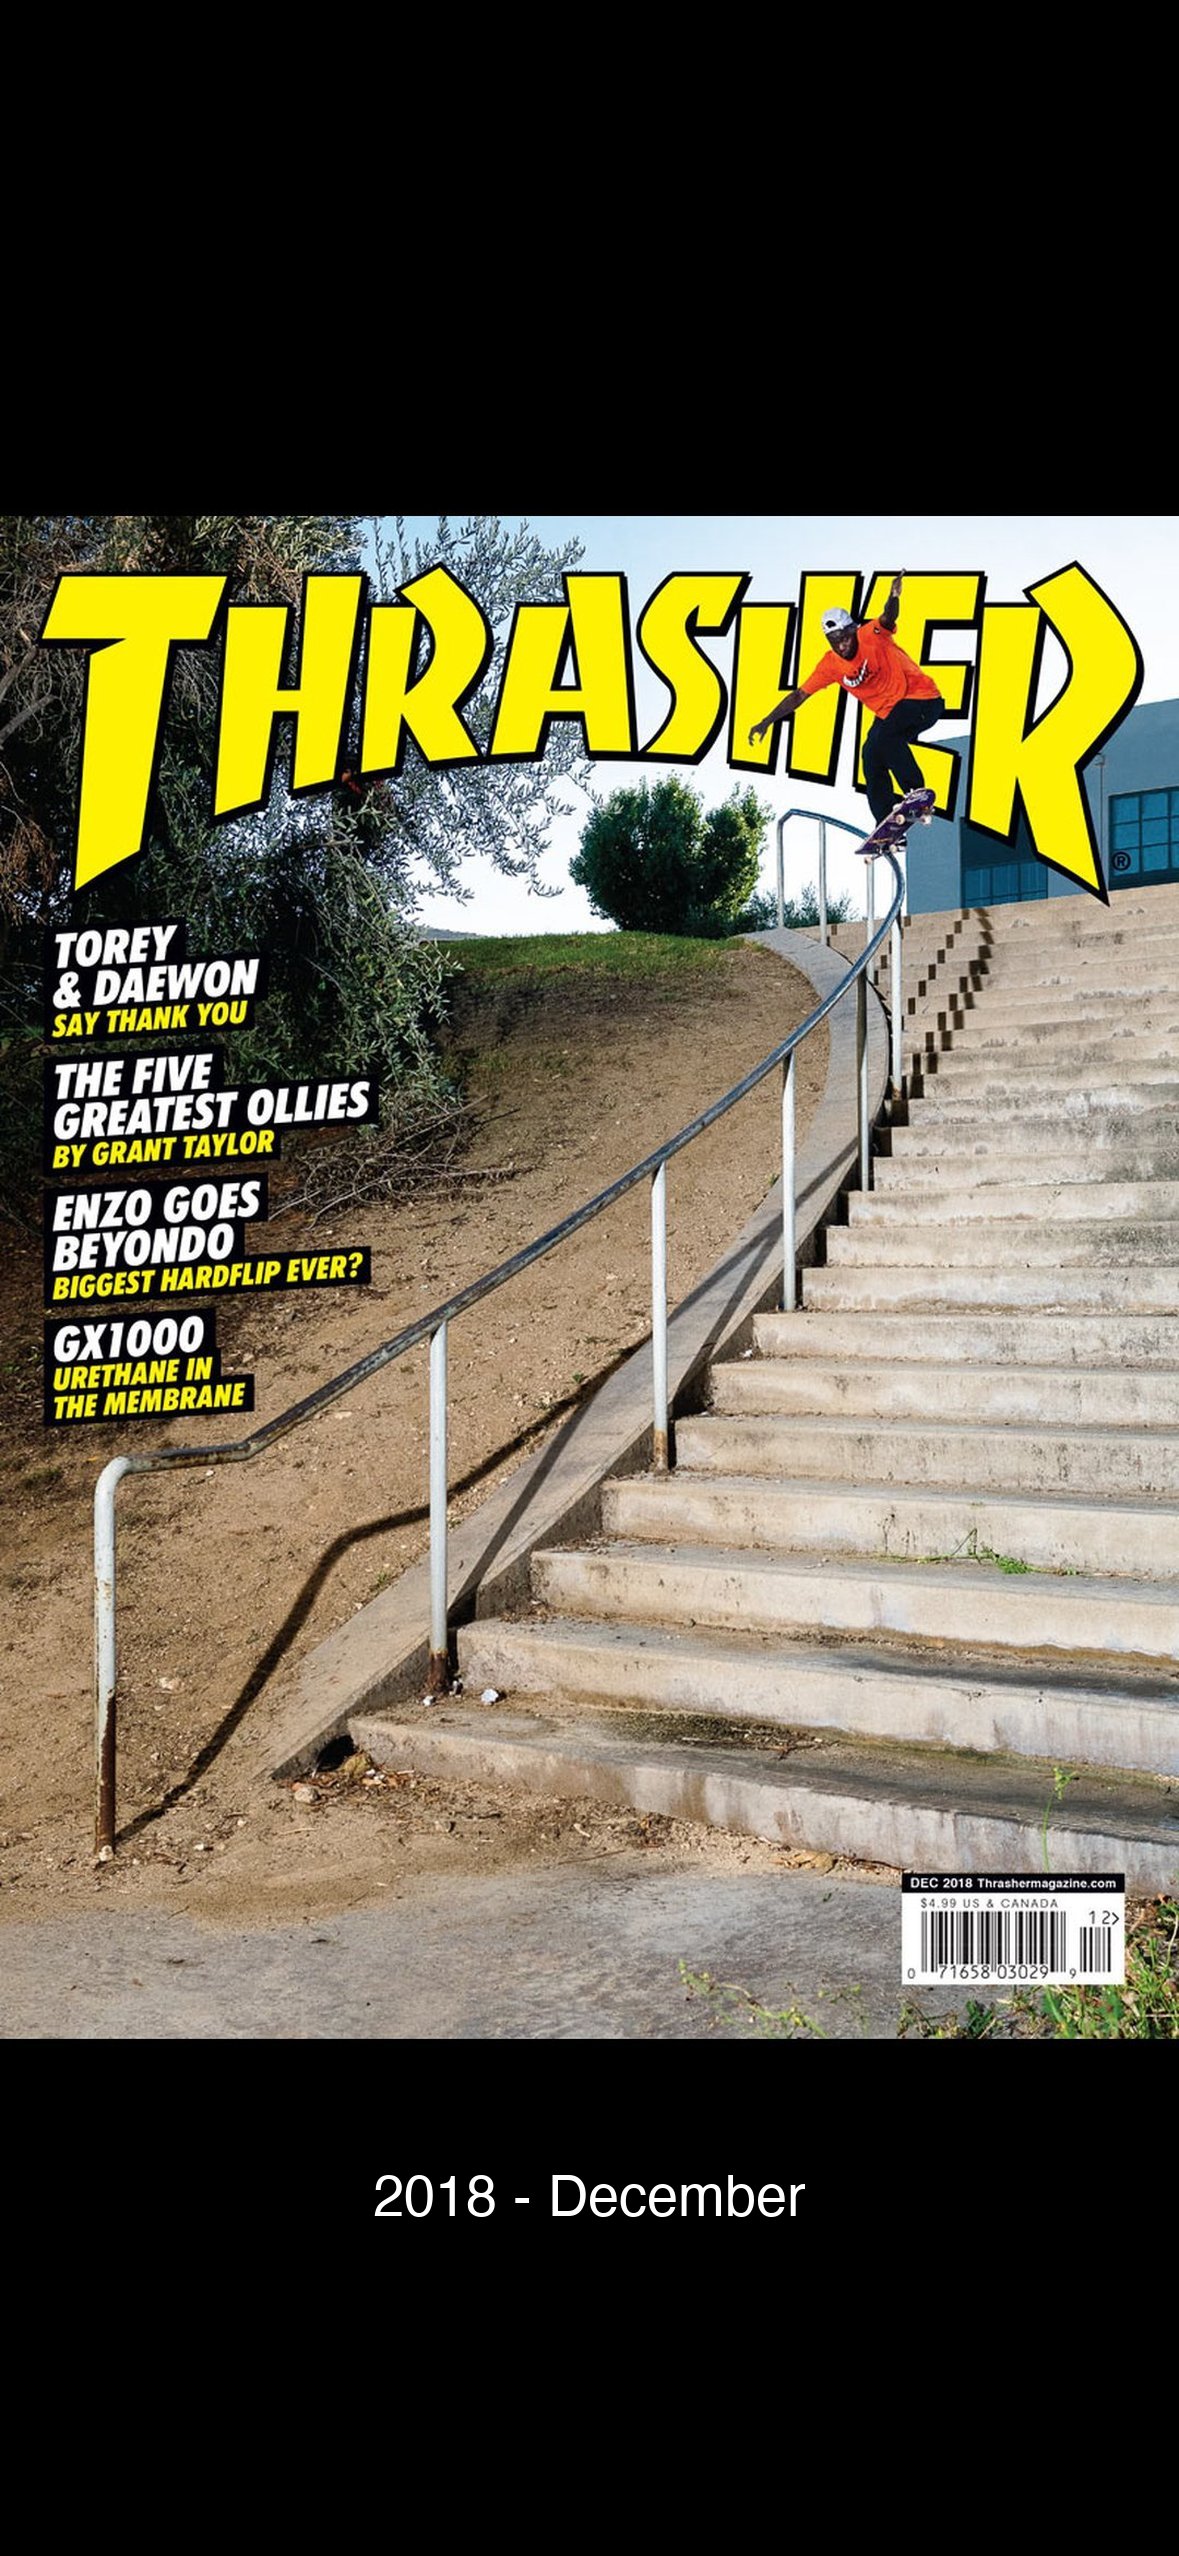 THRASHER
®
TOREY
& DAEWON
SAY THANK YOU
THE FIVE
GREATEST OLLIES
BY GRANT TAYLOR
ENZO GOES
BEYONDO
BIGGEST HARDFLIP EVER?
GX1000
URETHANE IN
THE MEMBRANE
DEC 2018 Thrashermagazine.com
$4.99 US & CANADA
12>
0 71658 03029 9
2018 - December